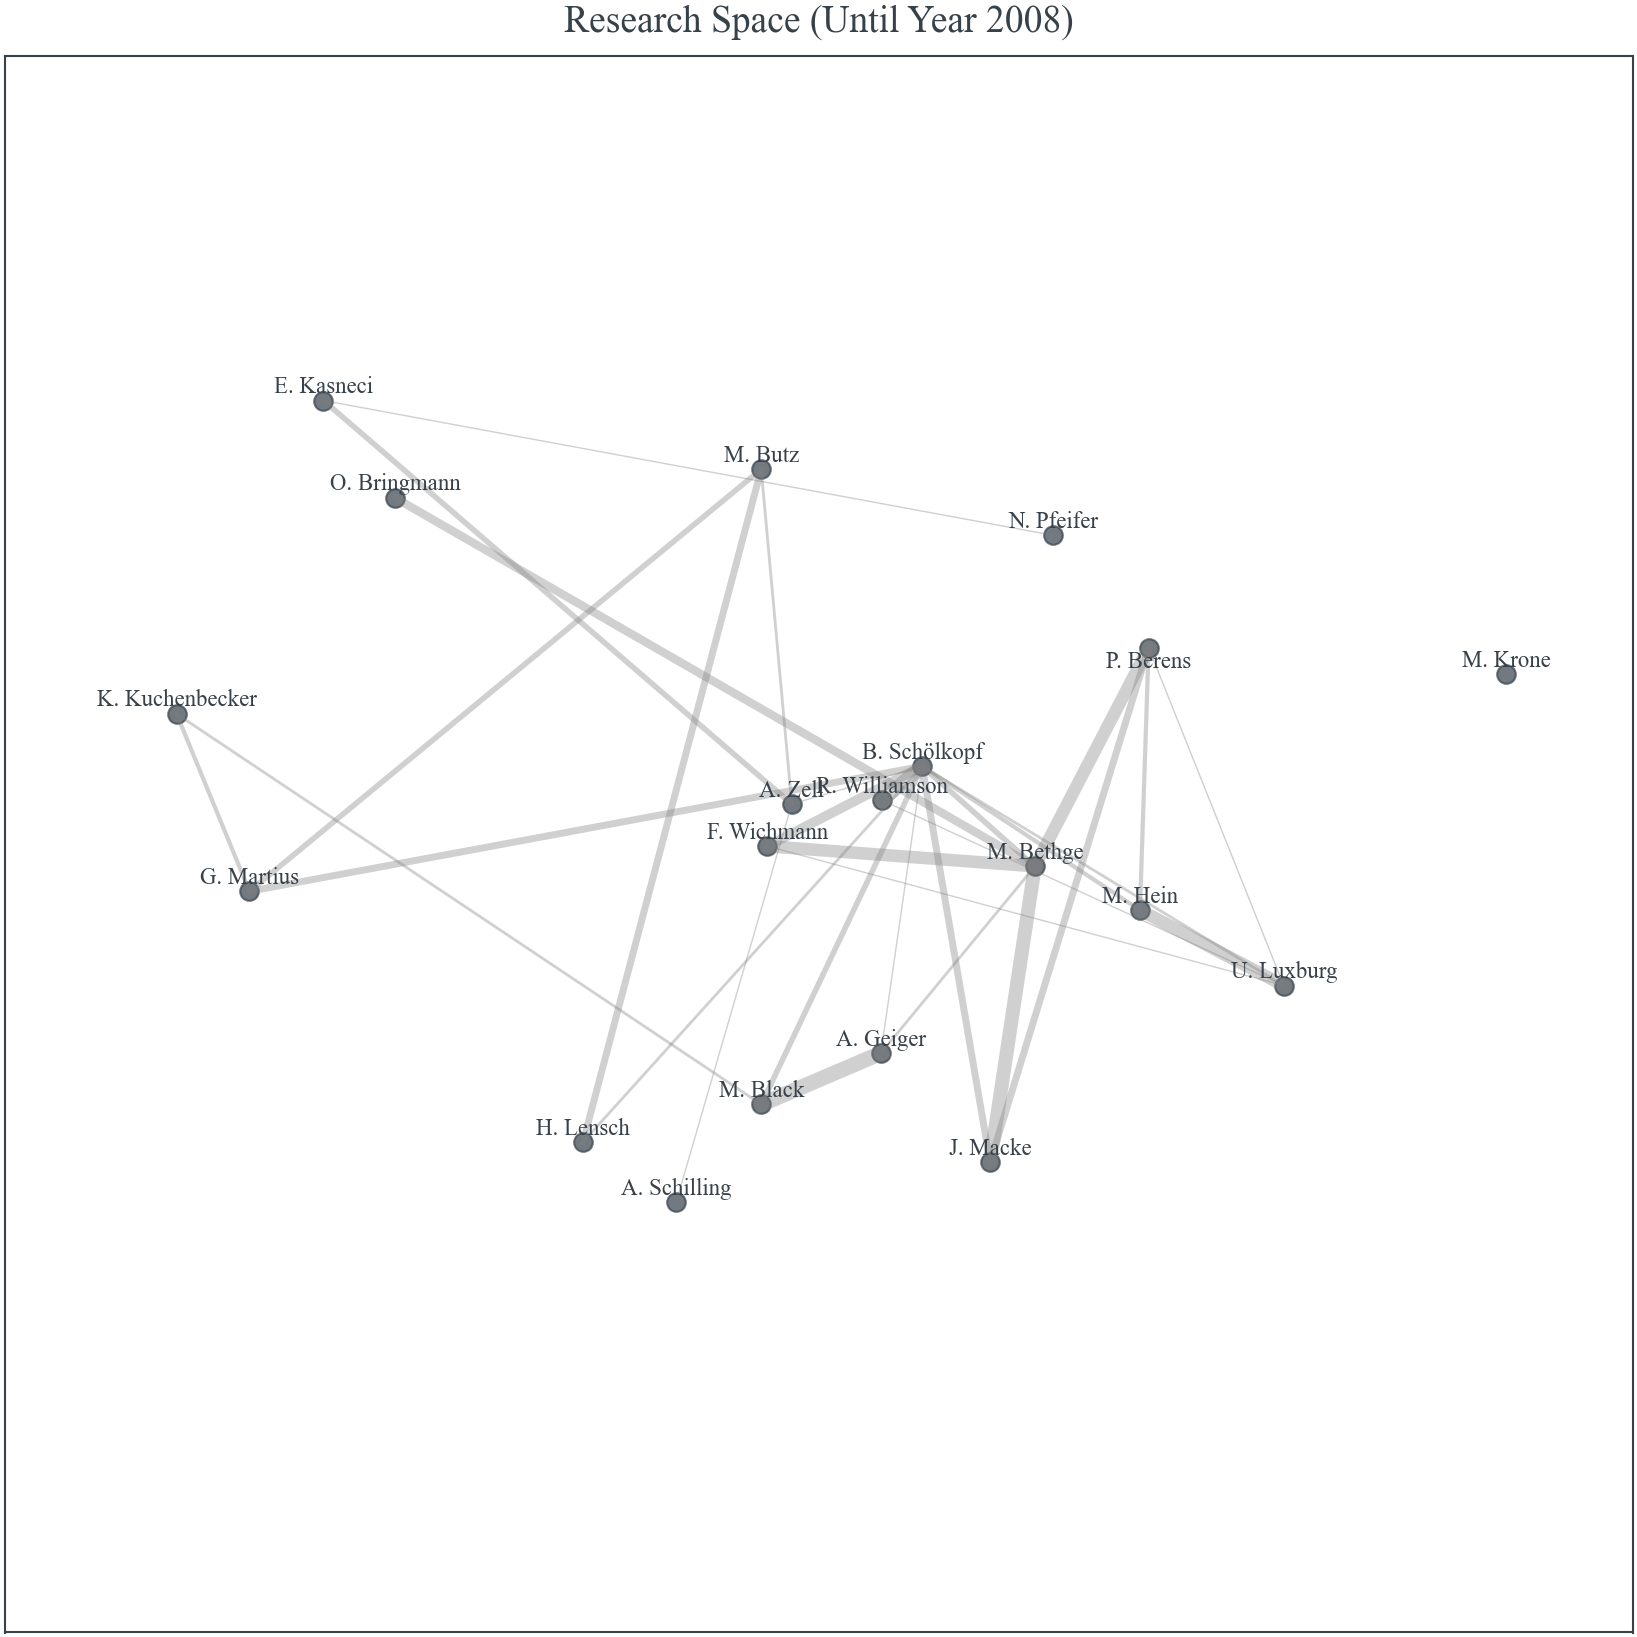 Research Space (Until Year 2008)
E. Kasneci
M. Butz
O. Bringmann
N. Pfeifer
P. Berens
M. Krone
K. Kuchenbecker
B. Schölkopf
A. Zell
R. Williamson
F. Wichmann
M. Bethge
G. Martius
M. Hein
U. Luxburg
A. Geiger
M. Black
H. Lensch
J. Macke
A. Schilling